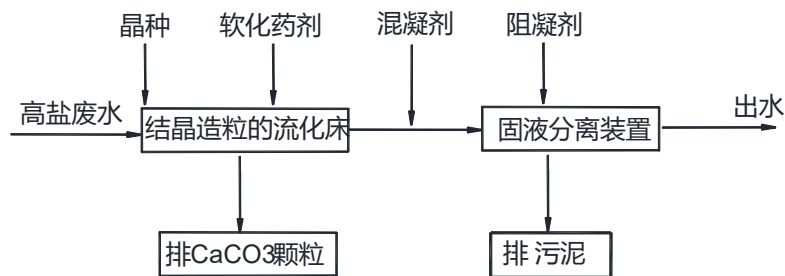 晶种
软化药剂
混凝剂
阻凝剂
高盐废水
结晶造粒的流化床
固液分离装置
出水
排CaCO3颗粒
排 污泥